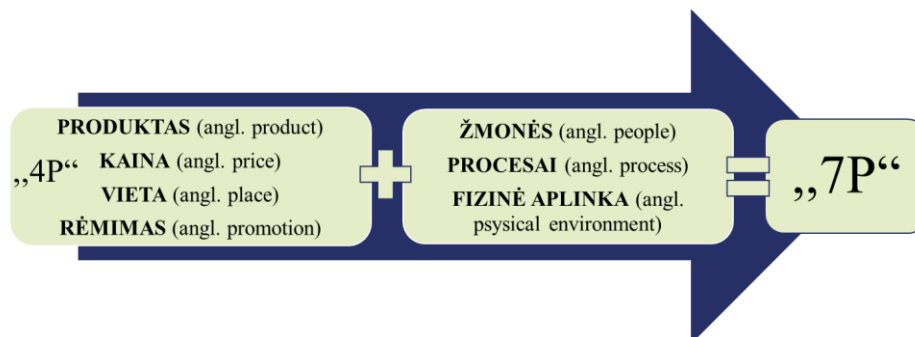 „4P“
PRODUKTAS (angl. product)
KAINA (angl. price)
VIETA (angl. place)
RĖMIMAS (angl. promotion)
ŽMONĖS (angl. people)
PROCESAI (angl. process)
FIZINĖ APLINKA (angl.
psysical environment)
„7P“